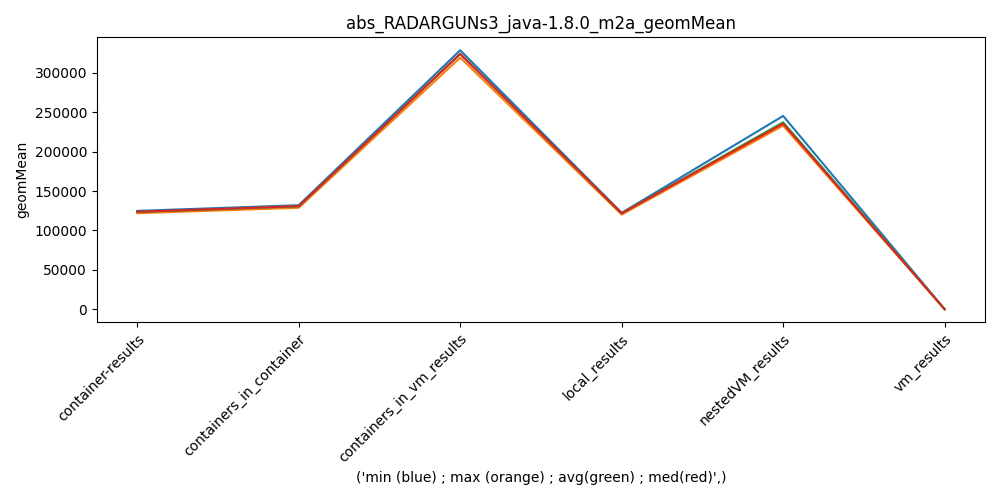 abs_RADARGUNs3_java-1.8.0_m2a_geomMean
geomMean
300000
250000
200000
150000
100000
50000
0
container-results
containers_in_container
containers_in_vm_results
local_results
nestedVM_results
vm_results
('min (blue) ; max (orange) ; avg(green) ; med(red)',)